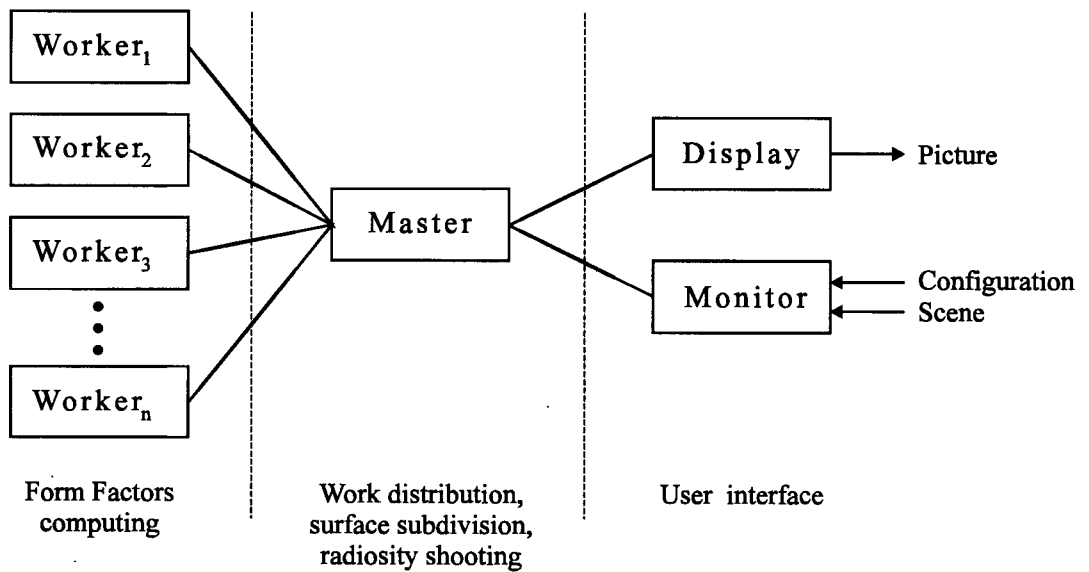 Worker1
Worker2
Worker3
Workern
Master
Display
Monitor
Picture
Configuration
Scene
Form Factors
computing
Work distribution,
surface subdivision,
radiosity shooting
User interface